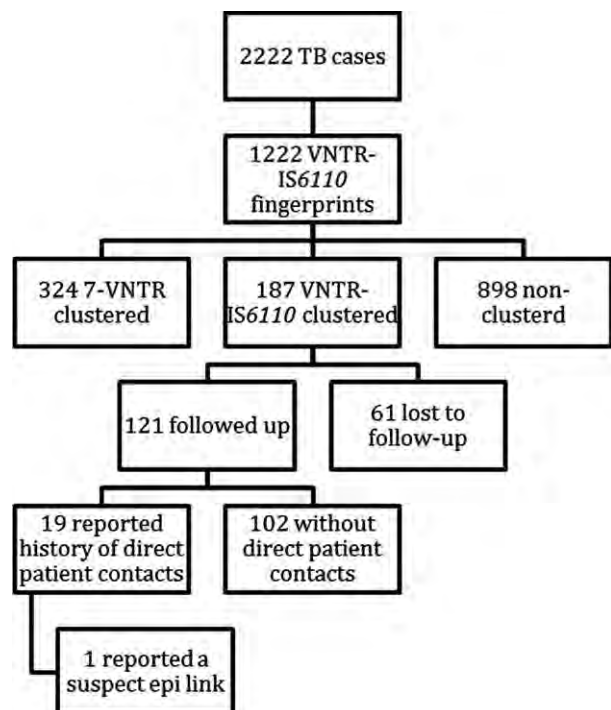 2222 TB cases
1222 VNTR-
IS6110
fingerprints
324 7-VNTR
clustered
187 VNTR-
IS6110 clustered
898 non-
clusterd
121 followed up
61 lost to
follow-up
19 reported
history of direct
patient contacts
102 without
direct patient
contacts
1 reported a
suspect epi link